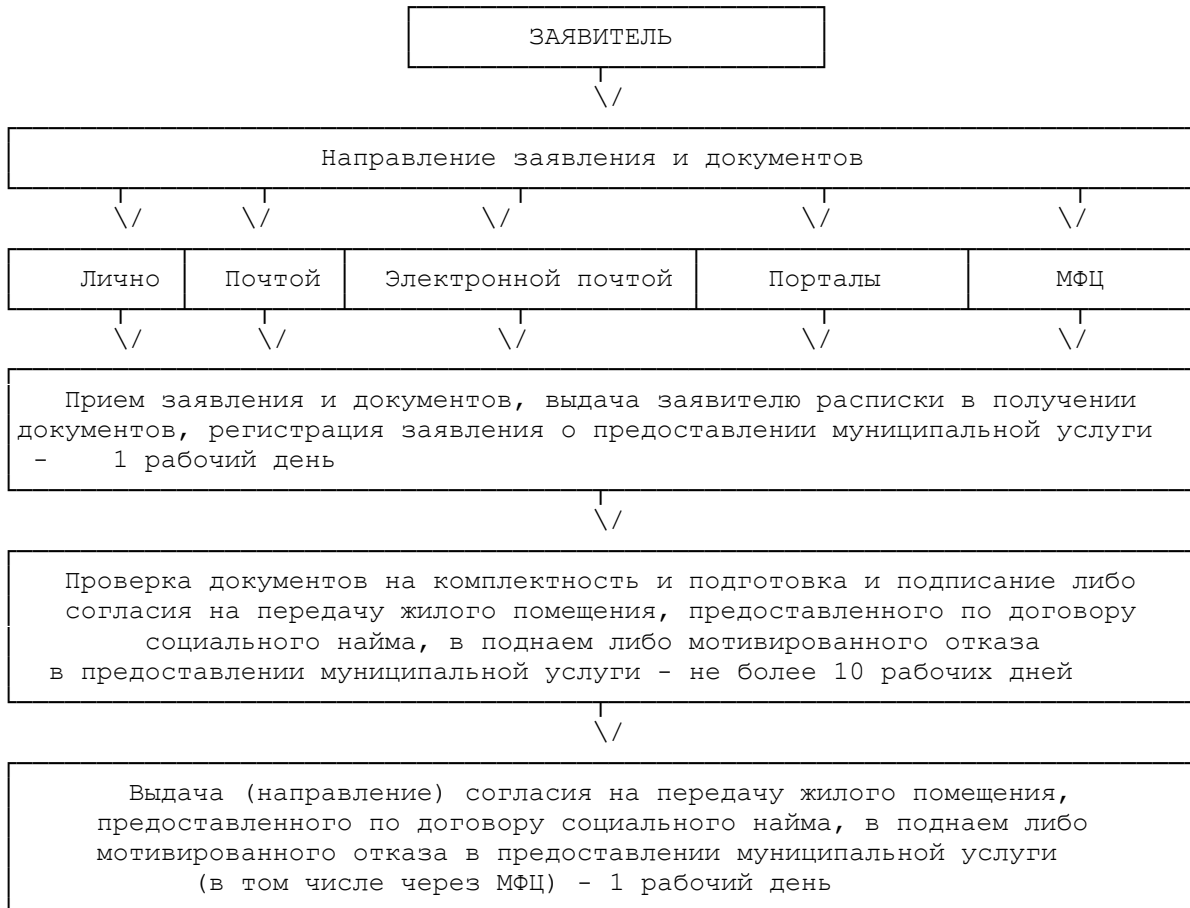 ЗАЯВИТЕЛЬ
\/
Направление заявления и документов
\/ \/ \/ \/ \/
Лично Почтой Электронной почтой Порталы МФЦ
\/ \/ \/ \/ \/
Прием заявления и документов, выдача заявителю расписки в получении
документов, регистрация заявления о предоставлении муниципальной услуги
- 1 рабочий день
\/
Проверка документов на комплектность и подготовка и подписание либо
согласия на передачу жилого помещения, предоставленного по договору
социального найма, в поднаем либо мотивированного отказа
в предоставлении муниципальной услуги - не более 10 рабочих дней
\/
Выдача (направление) согласия на передачу жилого помещения,
предоставленного по договору социального найма, в поднаем либо
мотивированного отказа в предоставлении муниципальной услуги
(в том числе через МФЦ) - 1 рабочий день